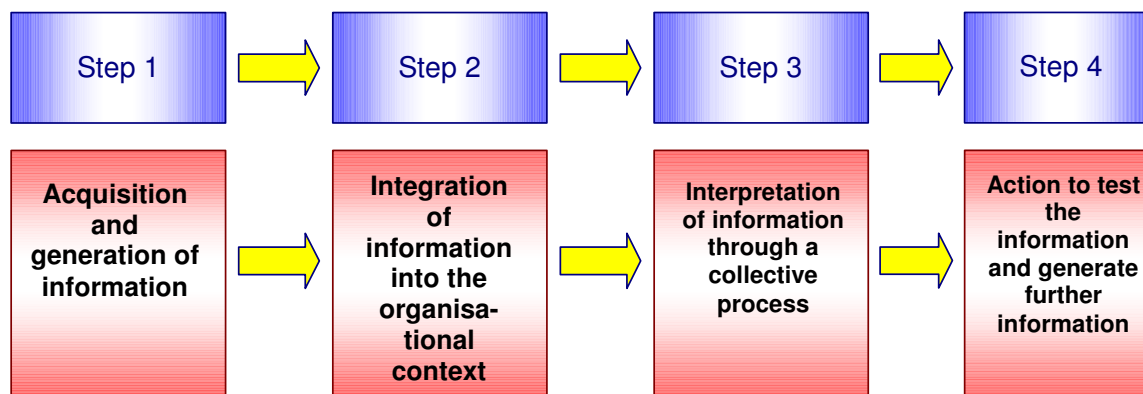 Step 1
Step 2
Step 3
Step 4
Acquisition
and
generation of
information
Integration
of
information
into the
organisa-
tional
context
Interpretation
of information
through a
collective
process
Action to test
the
information
and generate
further
information